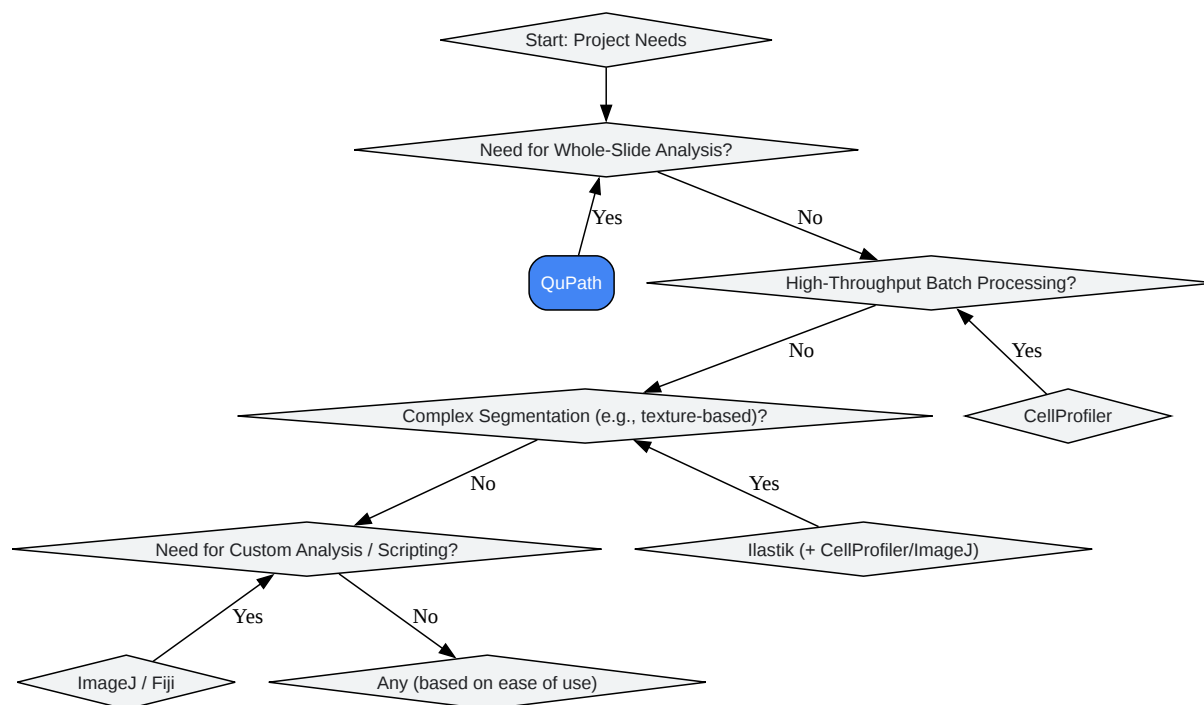 Start: Project Needs
Need for Whole-Slide Analysis?
Yes
No
QuPath
High-Throughput Batch Processing?
No
Yes
Complex Segmentation (e.g., texture-based)?
CellProfiler
No
Yes
Need for Custom Analysis / Scripting?
Ilastik (+ CellProfiler/ImageJ)
Yes
No
ImageJ / Fiji
Any (based on ease of use)